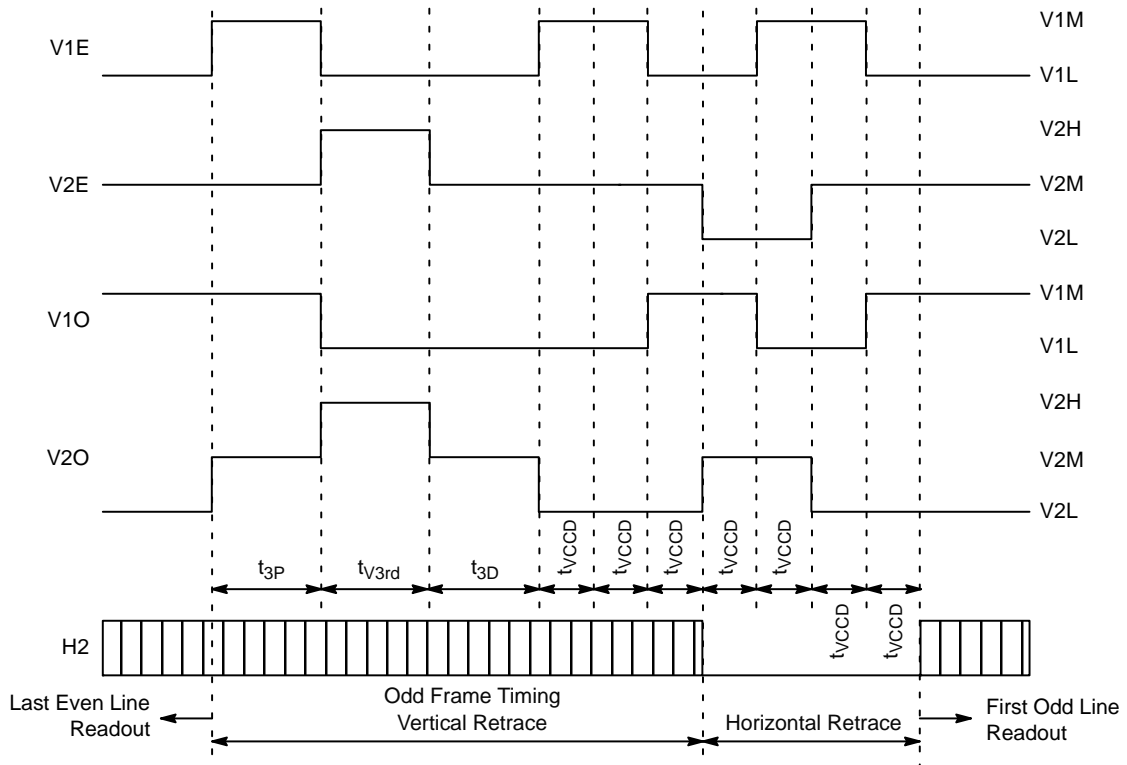 V1E
V1M
V1L
V2H
V2E
V2M
V2L
V1M
V1O
V1L
V2H
V2O
V2M
V2L
t3P
tV3rd
t3D
tVCCD
tVCCD
tVCCD
tVCCD
tVCCD
tVCCD
tVCCD
H2
Last Even Line
Readout
Odd Frame Timing
Vertical Retrace
Horizontal Retrace
First Odd Line
Readout